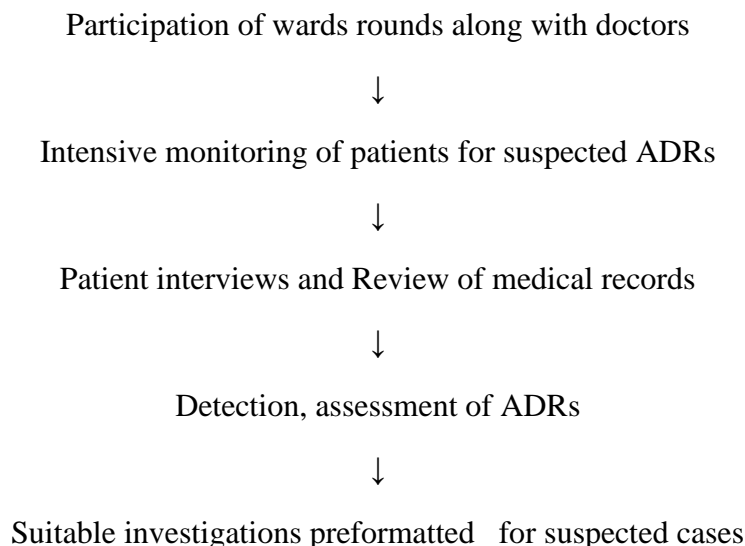 Participation of wards rounds along with doctors
↓
Intensive monitoring of patients for suspected ADRs
↓
Patient interviews and Review of medical records
↓
Detection, assessment of ADRs
↓
Suitable investigations preformatted for suspected cases